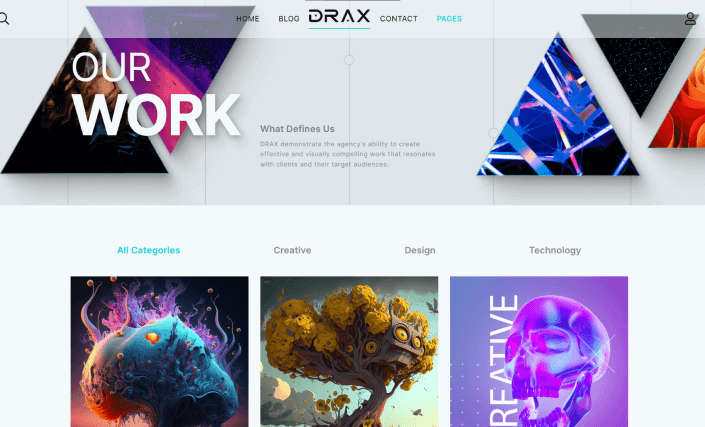 HOME BLOG DRAX CONTACT PAGES
OUR
WORK
What Defines Us
DRAX demonstrate the agency's ability to create
effective and visually compelling work that resonates
with clients and their target audiences.
All Categories Creative Design Technology
REATIVE